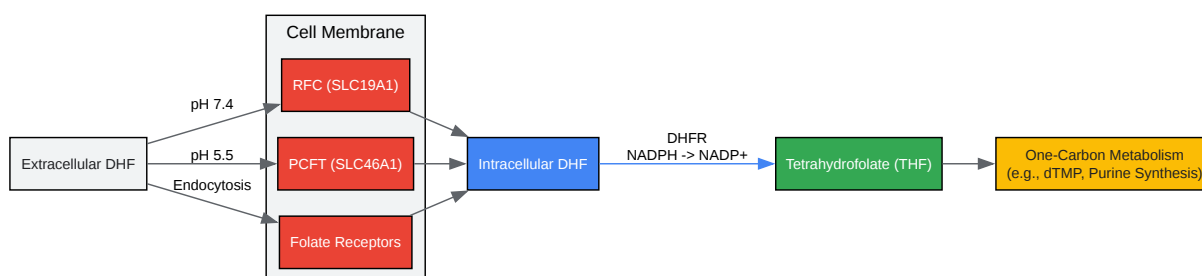 Cell Membrane
RFC (SLC19A1)
pH 7.4
Extracellular DHF
pH 5.5
PCFT (SLC46A1)
Endocytosis
Folate Receptors
Intracellular DHF
DHFR
NADPH -> NADP+
Tetrahydrofolate (THF)
One-Carbon Metabolism
(e.g., dTMP, Purine Synthesis)